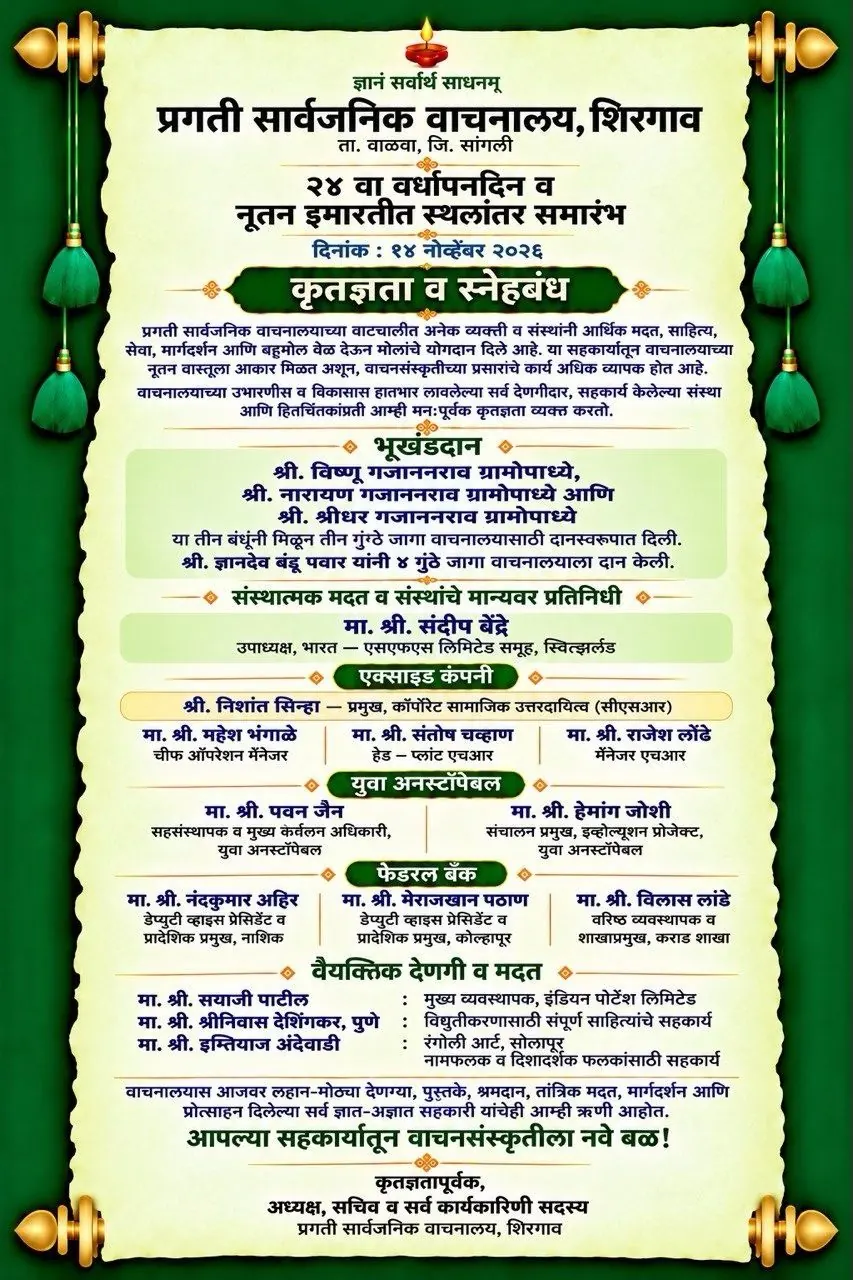 ज्ञानं सर्वार्थ साधनम्
प्रगती सार्वजनिक वाचनालय, शिरगाव
ता. वाळवा, जि. सांगली
२४ वा वर्धापनदिन व
नूतन इमारतीत स्थलांतर समारंभ
दिनांक : १४ नोव्हेंबर २०२६
कृतज्ञता व स्नेहबंध
प्रगती सार्वजनिक वाचनालयाच्या वाटचालीत अनेक व्यक्ती व संस्थांनी आर्थिक मदत, साहित्य,
सेवा, मार्गदर्शन आणि बहुमोल वेळ देऊन मोलांचे योगदान दिले आहे. या सहकार्यातून वाचनालयाच्या
नूतन वास्तूला आकार मिळत अशून, वाचनसंस्कृतीच्या प्रसारांचे कार्य अधिक व्यापक होत आहे.
वाचनालयाच्या उभारणीस व विकासास हातभार लावलेल्या सर्व देणगीदार, सहकार्य केलेल्या संस्था
आणि हितचिंतकांप्रती आम्ही मन:पूर्वक कृतज्ञता व्यक्त करतो.
भूखंडदान
श्री. विष्णू गजाननराव ग्रामोपाध्ये,
श्री. नारायण गजाननराव ग्रामोपाध्ये आणि
श्री. श्रीधर गजाननराव ग्रामोपाध्ये
या तीन बंधूंनी मिळून तीन गुंठे जागा वाचनालयासाठी दानस्वरूपात दिली.
श्री. ज्ञानदेव बंडू पवार यांनी ४ गुंठे जागा वाचनालयाला दान केली.
संस्थात्मक मदत व संस्थांचे मान्यवर प्रतिनिधी
मा. श्री. संदीप बेंद्रे
उपाध्यक्ष, भारत – एसएफएस लिमिटेड समूह, स्वित्झर्लंड
एक्साइड कंपनी
श्री. निशांत सिन्हा – प्रमुख, कॉर्पोरेट सामाजिक उत्तरदायित्व (सीएसआर)
मा. श्री. महेश भंगाळे
चीफ ऑपरेशन मॅनेजर
मा. श्री. संतोष चव्हाण
हेड – प्लांट एचआर
मा. श्री. राजेश लोंढे
मॅनेजर एचआर
युवा अनस्टॉपेबल
मा. श्री. पवन जैन
सहसंस्थापक व मुख्य कंर्वलन अधिकारी,
युवा अनस्टॉपेबल
मा. श्री. हेमांग जोशी
संचालन प्रमुख, इव्होल्यूशन प्रोजेक्ट,
युवा अनस्टॉपेबल
फेडरल बँक
मा. श्री. नंदकुमार अहिर
डेप्युटी व्हाइस प्रेसिडेंट व
प्रादेशिक प्रमुख, नाशिक
मा. श्री. मेराजखान पठाण
डेप्युटी व्हाइस प्रेसिडेंट व
प्रादेशिक प्रमुख, कोल्हापूर
मा. श्री. विलास लांडे
वरिष्ठ व्यवस्थापक व
शाखाप्रमुख, कराड शाखा
वैयक्तिक देणगी व मदत
मा. श्री. सयाजी पाटील : मुख्य व्यवस्थापक, इंडियन पोटॅश लिमिटेड
मा. श्री. श्रीनिवास देशिंगकर, पुणे : विद्युतीकरणासाठी संपूर्ण साहित्यांचे सहकार्य
मा. श्री. इम्तियाज अंदेवाडी : रंगोली आर्ट, सोलापूर
नामफलक व दिशादर्शक फलकांसाठी सहकार्य
वाचनालयास आजवर लहान-मोठ्या देणग्या, पुस्तके, श्रमदान, तांत्रिक मदत, मार्गदर्शन आणि
प्रोत्साहन दिलेल्या सर्व ज्ञात-अज्ञात सहकारी यांचेही आम्ही ऋणी आहोत.
आपल्या सहकार्यातून वाचनसंस्कृतीला नवे बळ!
कृतज्ञतापूर्वक,
अध्यक्ष, सचिव व सर्व कार्यकारिणी सदस्य
प्रगती सार्वजनिक वाचनालय, शिरगाव